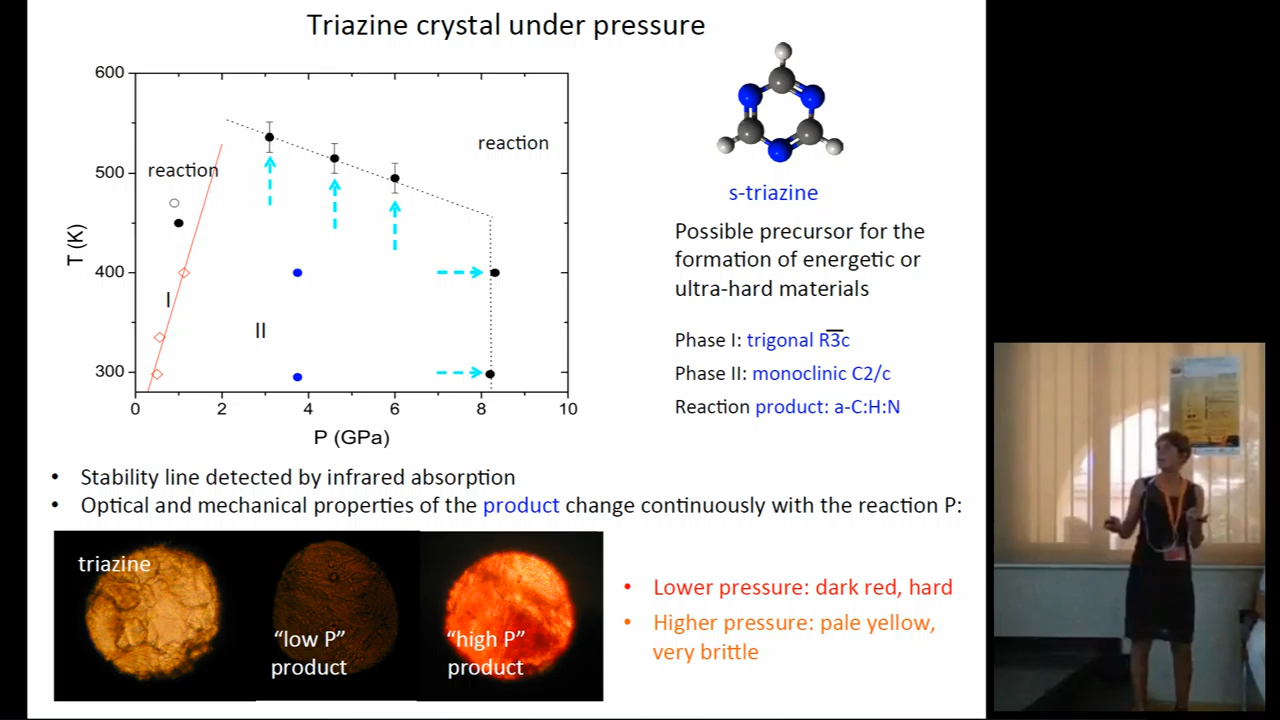 Triazine crystal under pressure
600
500
400
300
T (K)
0 2 4 6 8 10
P (GPa)
reaction
reaction
I
II
s-triazine
Possible precursor for the
formation of energetic or
ultra-hard materials
Phase I: trigonal R3̅c
Phase II: monoclinic C2/c
Reaction product: a-C:H:N
• Stability line detected by infrared absorption
• Optical and mechanical properties of the product change continuously with the reaction P:
triazine
“low P”
product
“high P”
product
• Lower pressure: dark red, hard
• Higher pressure: pale yellow,
very brittle